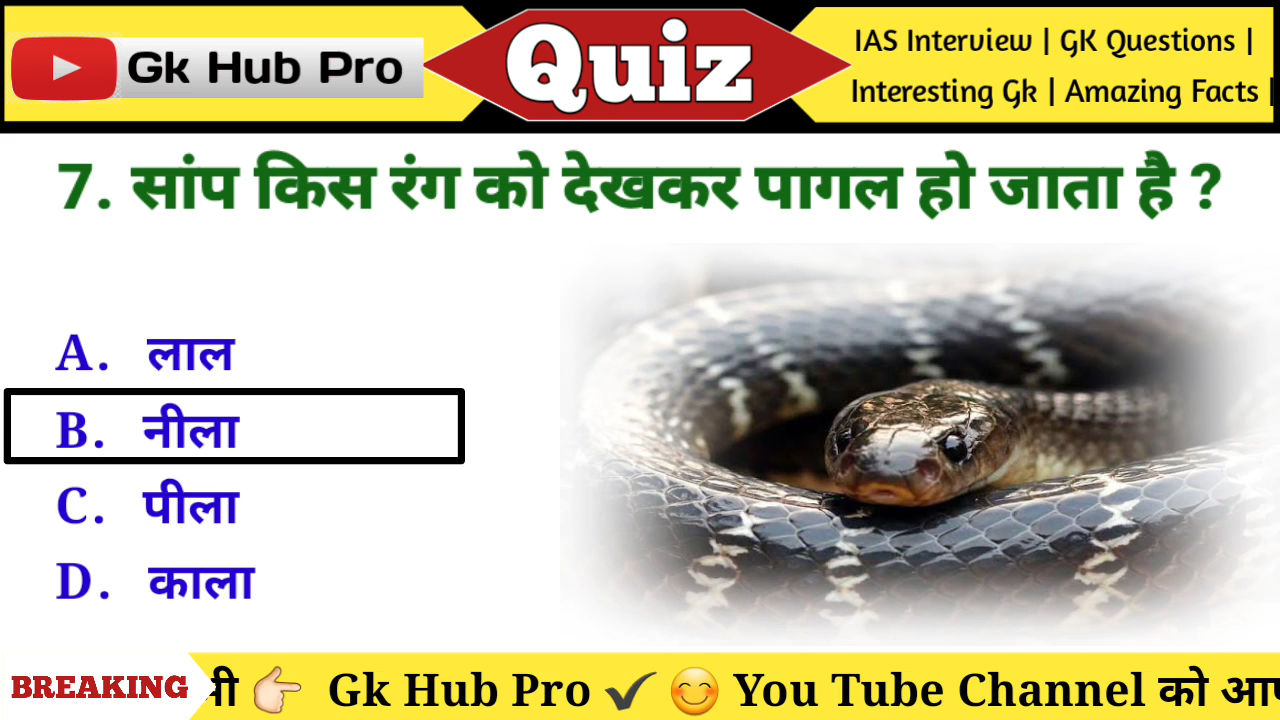 Gk Hub Pro
Quiz
IAS Interview | GK Questions |
Interesting Gk | Amazing Facts |
7. सांप किस रंग को देखकर पागल हो जाता है ?
A. लाल
B. नीला
C. पीला
D. काला
BREAKING 👉 Gk Hub Pro ✔ 😊 You Tube Channel को